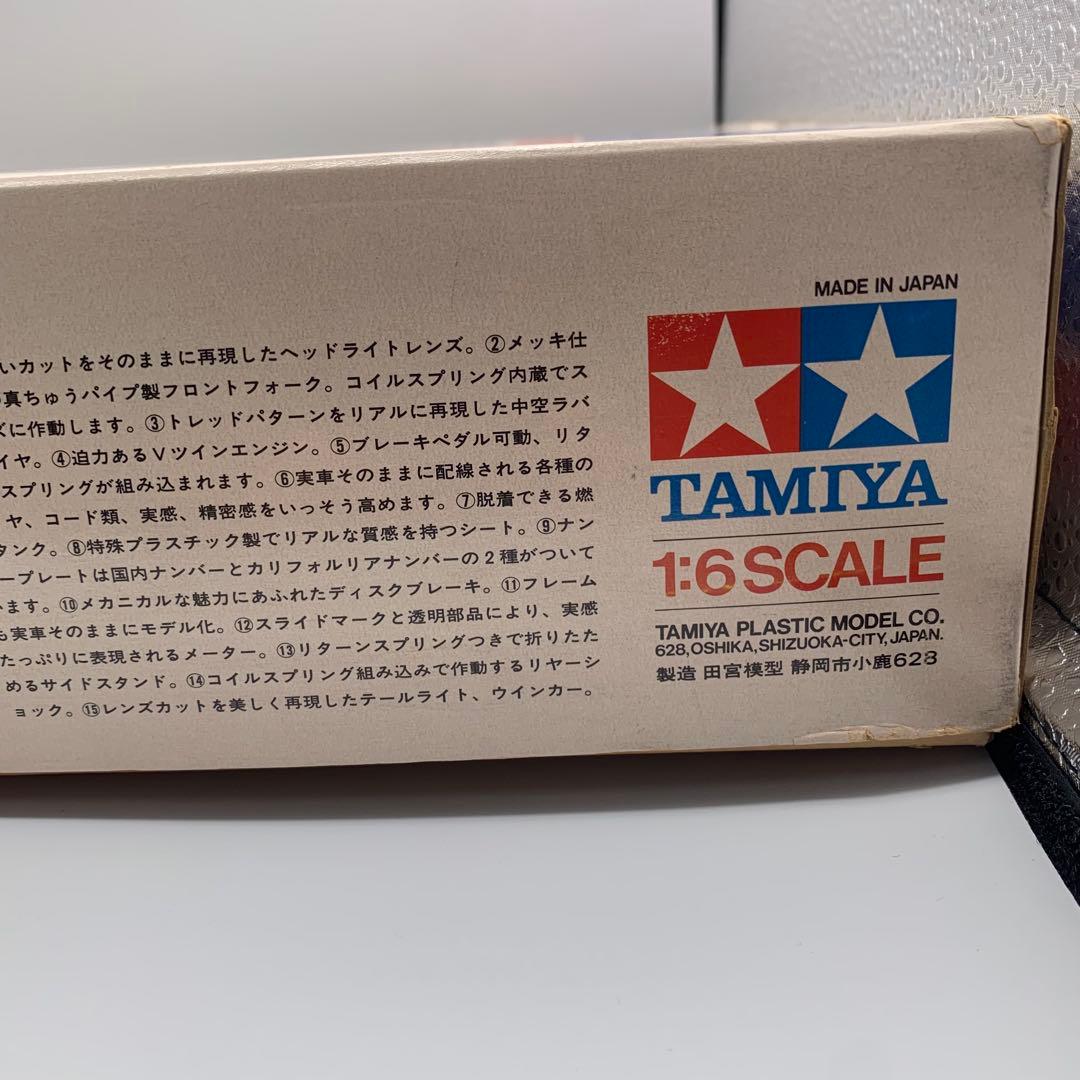 いカットをそのままに再現したヘッドライトレンズ。②メッキ仕
真ちゅうパイプ製フロントフォーク。コイルスプリング内蔵でス
ズに作動します。③トレッドパターンをリアルに再現した中空ラバ
イヤ。④迫力あるVツインエンジン。⑤ブレーキペダル可動、リタ
スプリングが組み込まれます。⑥実車そのままに配線される各種の
ヤ、コード類、実感、精密感をいっそう高めます。⑦脱着できる燃
タンク。⑧特殊プラスチック製でリアルな質感を持つシート。⑨ナン
ープレートは国内ナンバーとカリフォルリアナンバーの2種がついて
います。⑩メカニカルな魅力にあふれたディスクブレーキ。⑪フレーム
も実車そのままにモデル化。⑫スライドマークと透明部品により、実感
たっぷりに表現されるメーター。⑬リターンスプリングつきで折りたた
めるサイドスタンド。⑭コイルスプリング組み込みで作動するリヤーシ
ョック。⑮レンズカットを美しく再現したテールライト、ウインカー。
MADE IN JAPAN
TAMIYA
1:6 SCALE
TAMIYA PLASTIC MODEL CO.
628, OSHIKA, SHIZUOKA-CITY, JAPAN.
製造 田宮模型 静岡市小鹿628